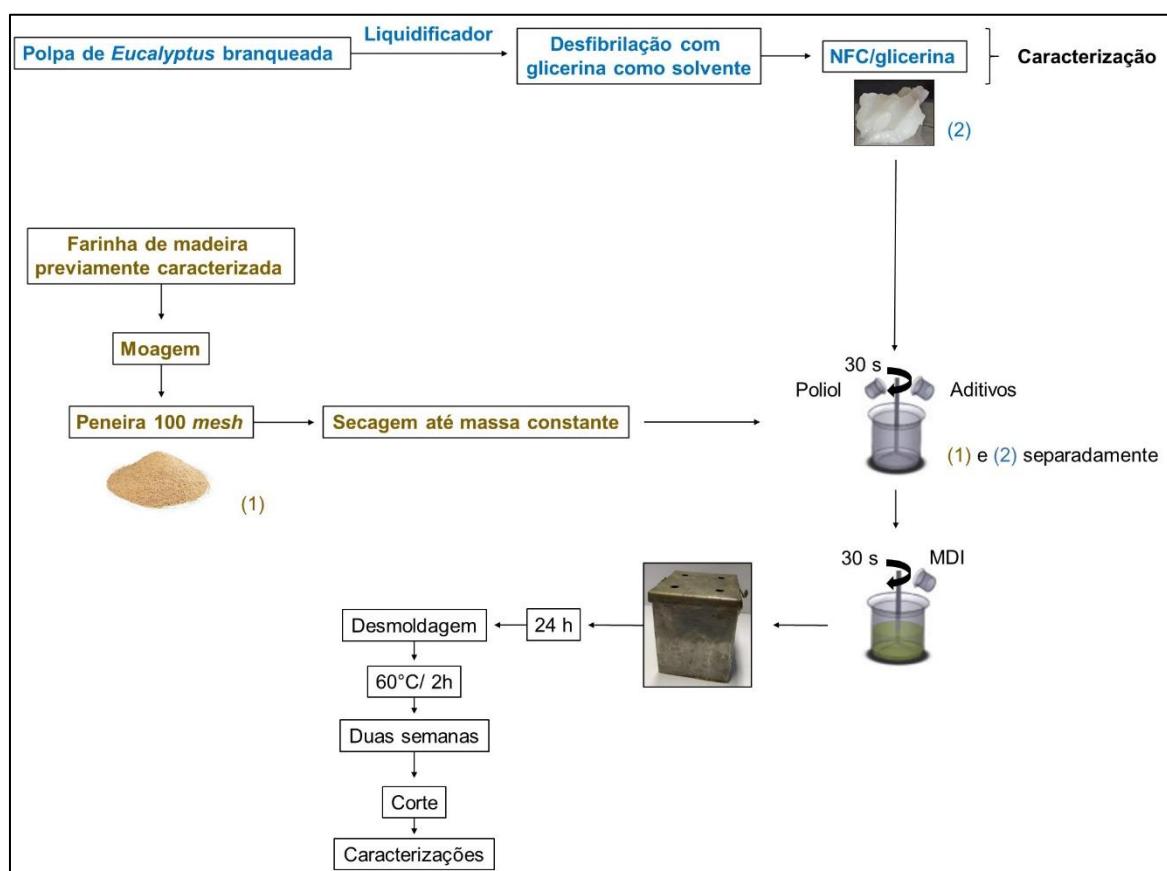 Polpa de Eucalyptus branqueada
Liquidificador
Desfibrilação com
glicerina como solvente
NFC/glicerina
Caracterização
(2)
Farinha de madeira
previamente caracterizada
Moagem
Peneira 100 mesh
(1)
Secagem até massa constante
30 s
Poliol
Aditivos
(1) e (2) separadamente
30 s
MDI
24 h
Desmoldagem
60°C/ 2h
Duas semanas
Corte
Caracterizações